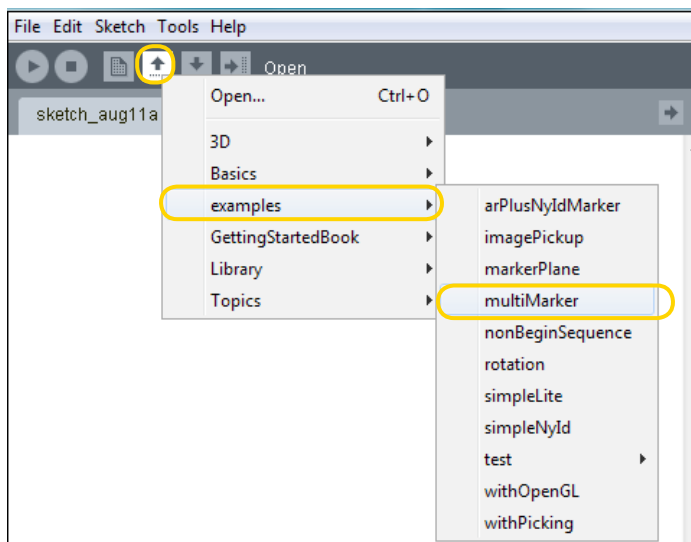 File Edit Sketch Tools Help
Open
sketch_aug11a
Open... Ctrl+O
3D
Basics
examples
GettingStartedBook
Library
Topics
arPlusNyIdMarker
imagePickup
markerPlane
multiMarker
nonBeginSequence
rotation
simpleLite
simpleNyId
test
withOpenGL
withPicking